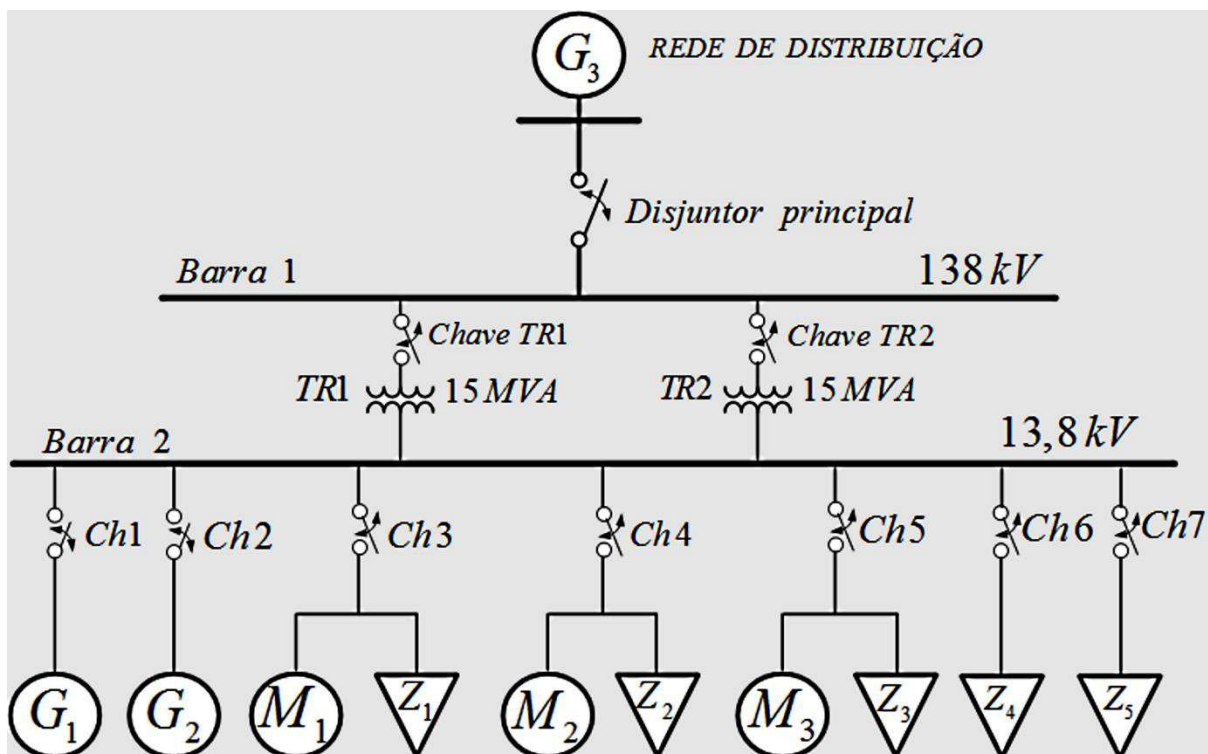 G3 REDE DE DISTRIBUIÇÃO
Disjuntor principal
Barra 1 138 kV
Chave TR1 Chave TR2
TR1 15 MVA TR2 15 MVA
Barra 2 13,8 kV
Ch1 Ch2 Ch3 Ch4 Ch5 Ch6 Ch7
G1 G2 M1 Z1 M2 Z2 M3 Z3 Z4 Z5